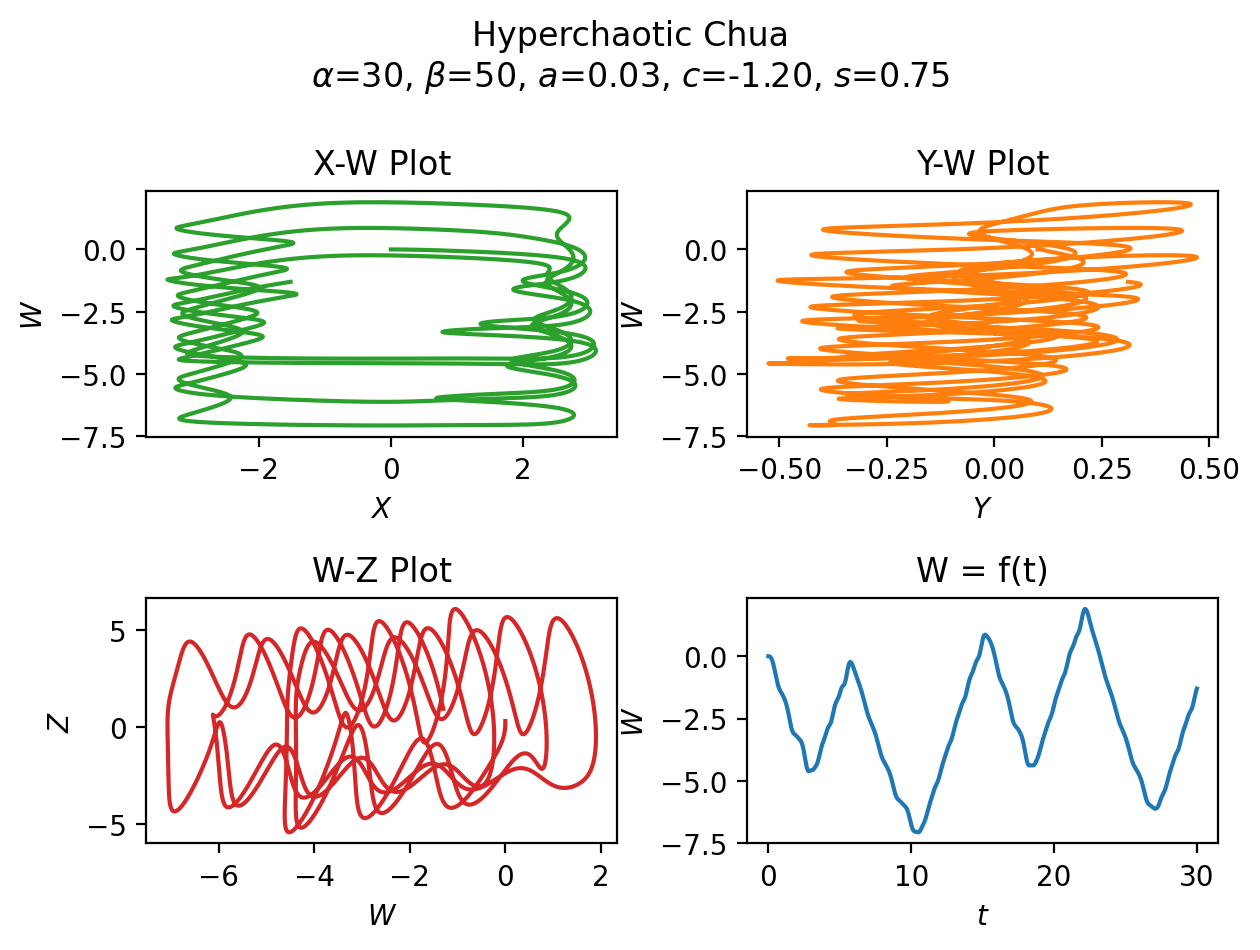 Hyperchaotic Chua
α=30, β=50, a=0.03, c=-1.20, s=0.75
X-W Plot
0.0
−2.5
−5.0
−7.5
W
−2 0 2
X
Y-W Plot
0.0
−2.5
−5.0
−7.5
W
−0.50 −0.25 0.00 0.25 0.50
Y
W-Z Plot
5
0
−5
Z
−6 −4 −2 0 2
W
W = f(t)
0.0
−2.5
−5.0
−7.5
W
0 10 20 30
t